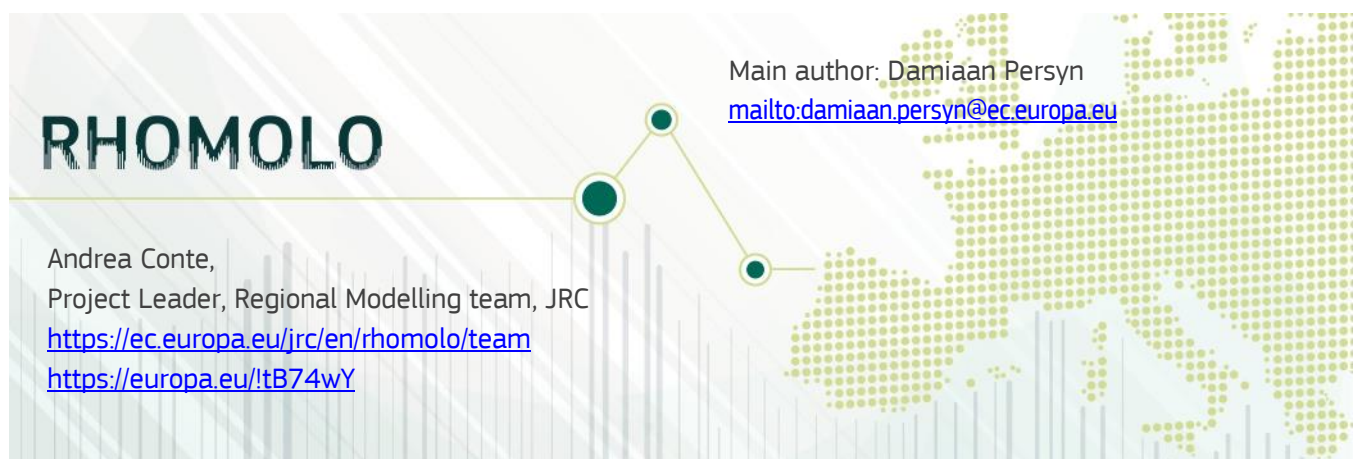 RHOMOLO
Andrea Conte,
Project Leader, Regional Modelling team, JRC
https://ec.europa.eu/jrc/en/rhomolo/team
https://europa.eu/!tB74wY
Main author: Damiaan Persyn
mailto:damiaan.persyn@ec.europa.eu